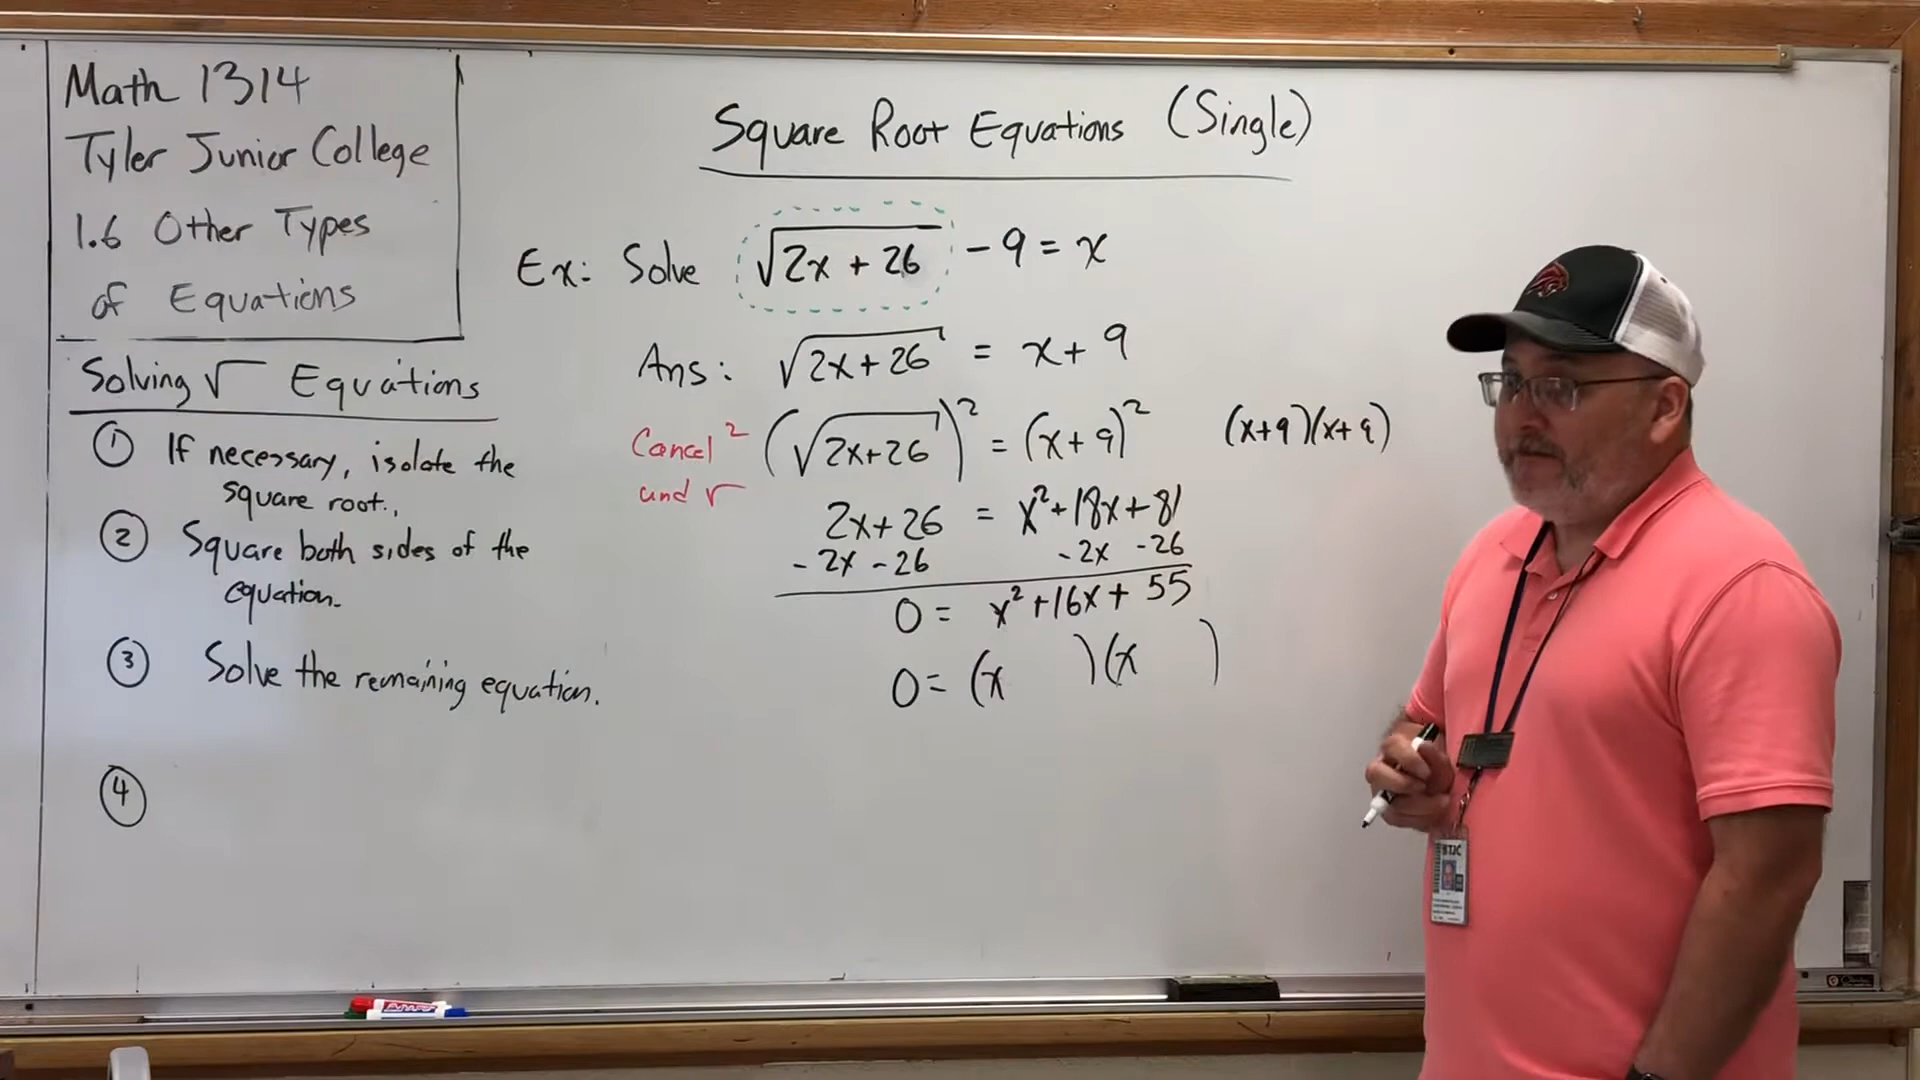 Math 1314
Tyler Junior College
1.6 Other Types
of Equations
Solving √ Equations
① If necessary, isolate the
square root.
② Square both sides of the
equation.
③ Solve the remaining equation.
④
Square Root Equations (Single)
Ex: Solve √(2x + 26) - 9 = x
Ans: √(2x + 26) = x + 9
Cancel ² and √
(√(2x+26))² = (x + 9)² (x+9)(x+9)
2x + 26 = x² + 18x + 81
- 2x - 26 - 2x - 26
0 = x² + 16x + 55
0 = (x )(x )
TJC